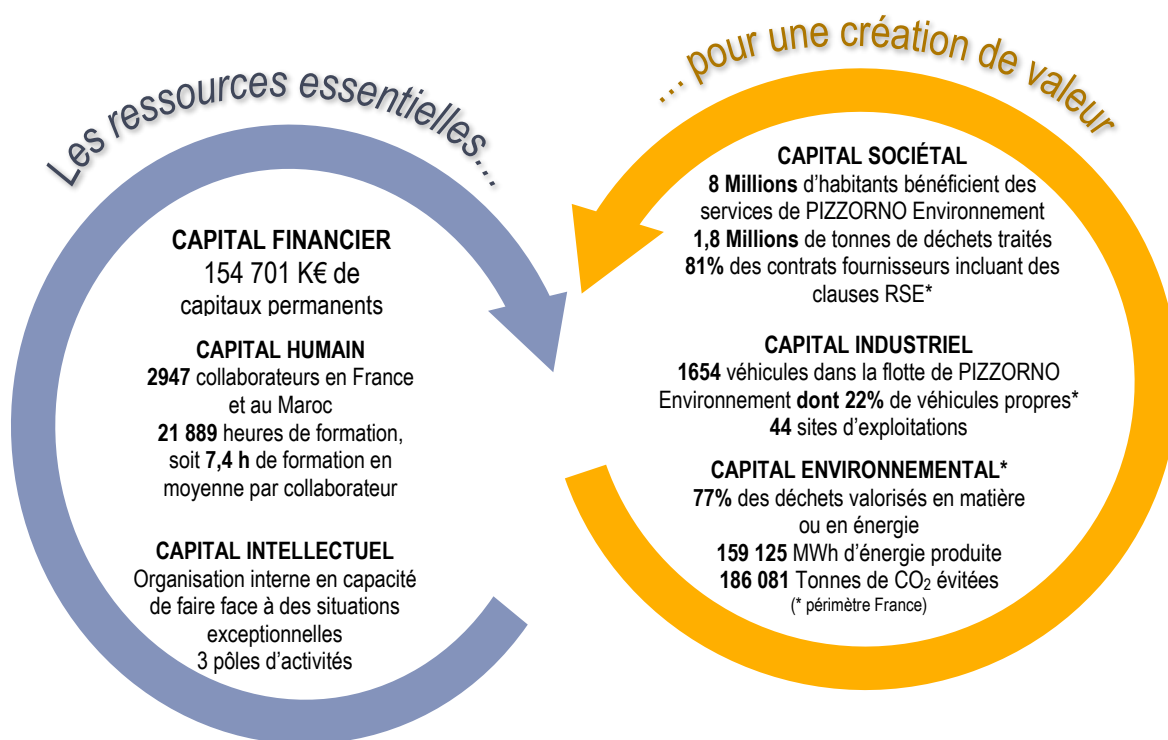 Les ressources essentielles…
CAPITAL FINANCIER
154 701 K€ de
capitaux permanents
CAPITAL HUMAIN
2947 collaborateurs en France
et au Maroc
21 889 heures de formation,
soit 7,4 h de formation en
moyenne par collaborateur
CAPITAL INTELLECTUEL
Organisation interne en capacité
de faire face à des situations
exceptionnelles
3 pôles d’activités
… pour une création de valeur
CAPITAL SOCIÉTAL
8 Millions d’habitants bénéficient des
services de PIZZORNO Environnement
1,8 Millions de tonnes de déchets traités
81% des contrats fournisseurs incluant des
clauses RSE*
CAPITAL INDUSTRIEL
1654 véhicules dans la flotte de PIZZORNO
Environnement dont 22% de véhicules propres*
44 sites d’exploitations
CAPITAL ENVIRONNEMENTAL*
77% des déchets valorisés en matière
ou en énergie
159 125 MWh d’énergie produite
186 081 Tonnes de CO₂ évitées
(* périmètre France)